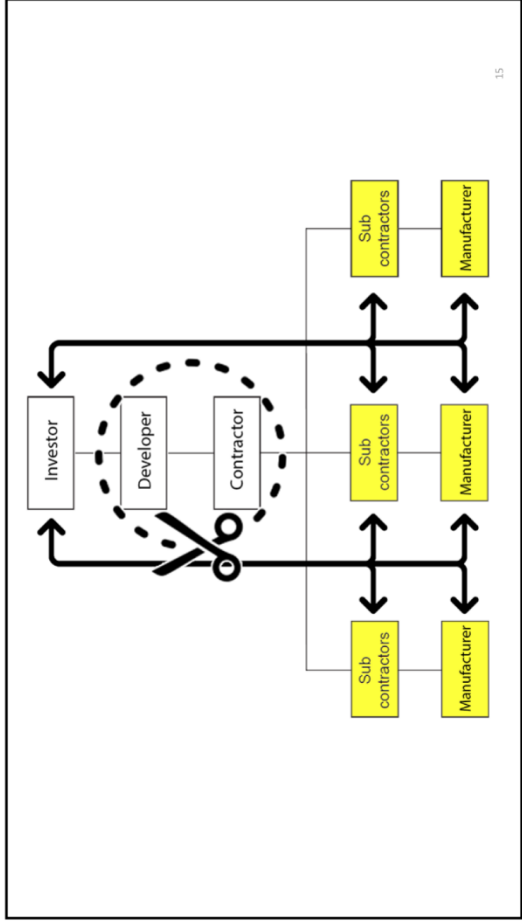 Investor
Developer
Contractor
Sub
contractors
Sub
contractors
Sub
contractors
Manufacturer
Manufacturer
Manufacturer
15